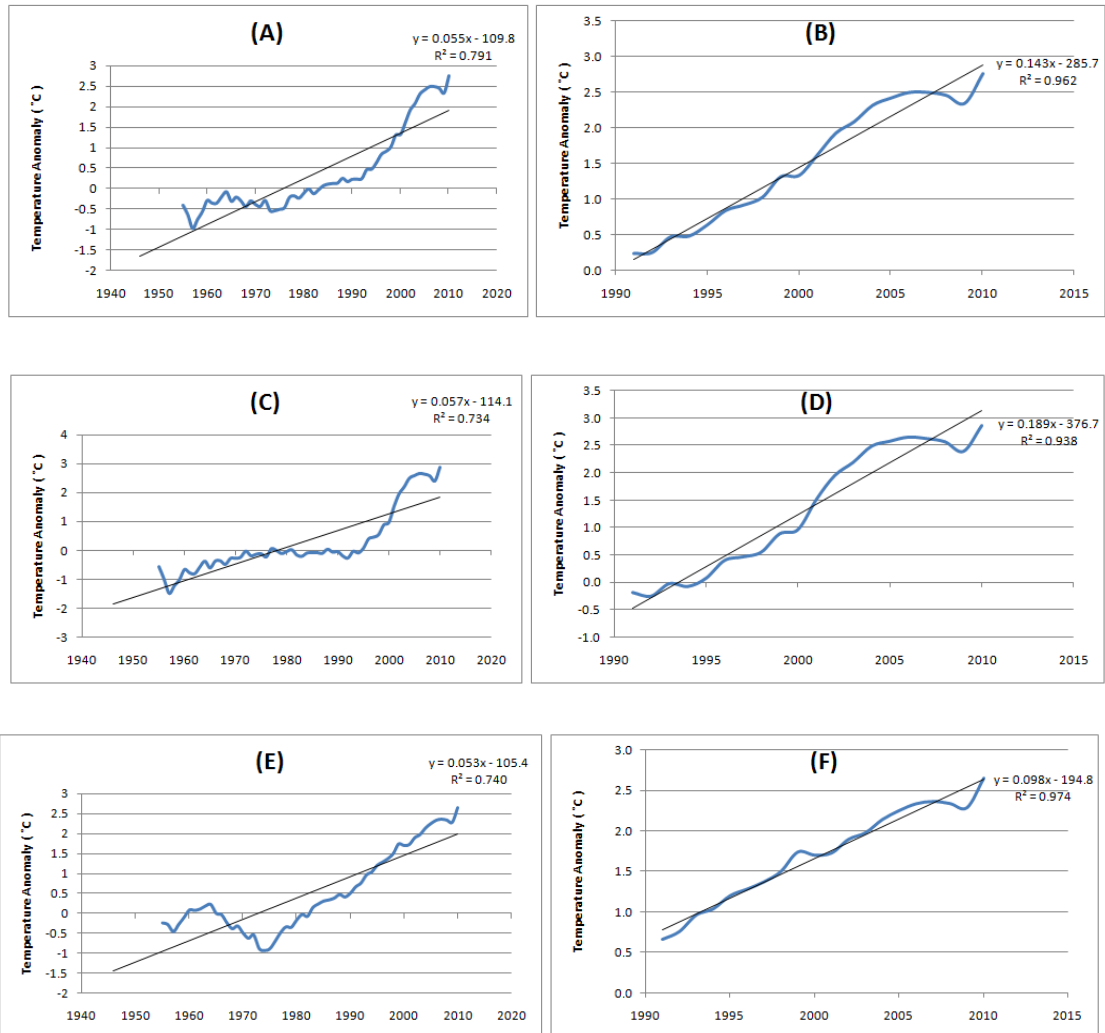 (A)
y = 0.055x - 109.8
R² = 0.791
Temperature Anomaly ( ˚C )
3
2.5
2
1.5
1
0.5
0
-0.5
-1
-1.5
-2
1940 1950 1960 1970 1980 1990 2000 2010 2020
(B)
y = 0.143x - 285.7
R² = 0.962
Temperature Anomaly ( ˚C )
3.5
3.0
2.5
2.0
1.5
1.0
0.5
0.0
1990 1995 2000 2005 2010 2015
(C)
y = 0.057x - 114.1
R² = 0.734
Temperature Anomaly ( ˚C )
4
3
2
1
0
-1
-2
-3
1940 1950 1960 1970 1980 1990 2000 2010 2020
(D)
y = 0.189x - 376.7
R² = 0.938
Temperature Anomaly ( ˚C )
3.5
3.0
2.5
2.0
1.5
1.0
0.5
0.0
-0.5
-1.0
1990 1995 2000 2005 2010 2015
(E)
y = 0.053x - 105.4
R² = 0.740
Temperature Anomaly ( ˚C )
3
2.5
2
1.5
1
0.5
0
-0.5
-1
-1.5
-2
1940 1950 1960 1970 1980 1990 2000 2010 2020
(F)
y = 0.098x - 194.8
R² = 0.974
Temperature Anomaly ( ˚C )
3.0
2.5
2.0
1.5
1.0
0.5
0.0
1990 1995 2000 2005 2010 2015